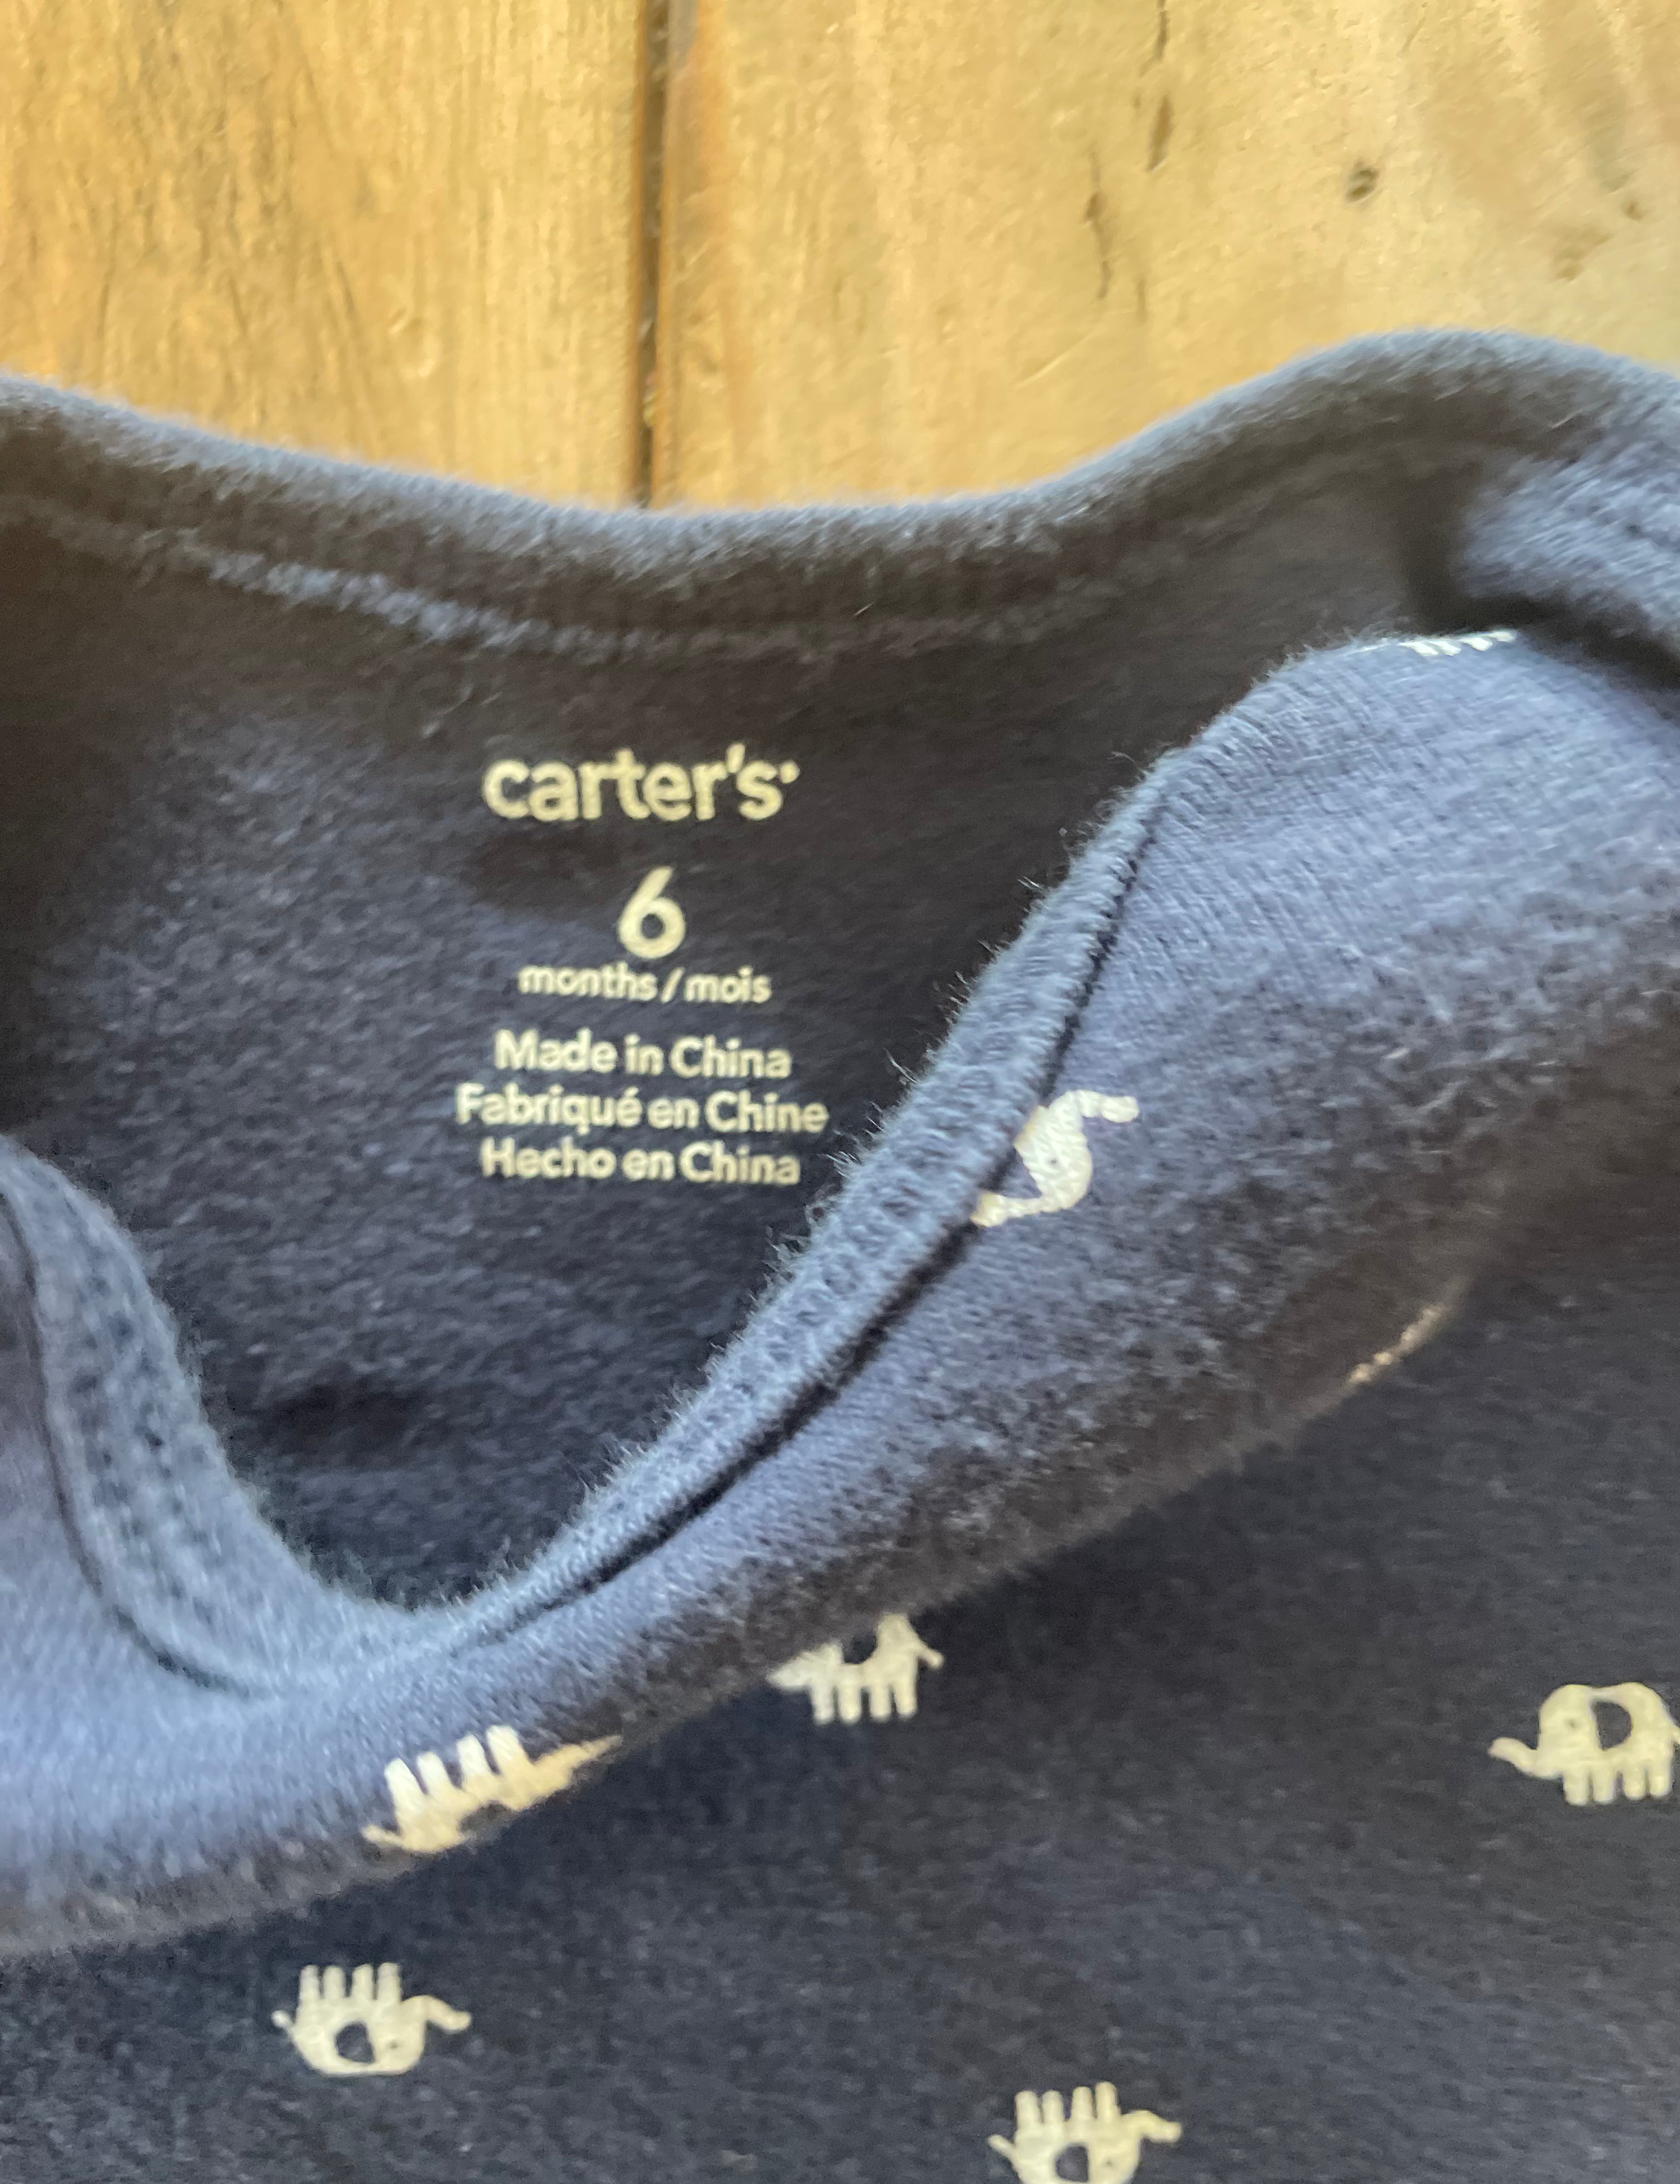 carter's
6
months / mois
Made in China
Fabriqué en Chine
Hecho en China